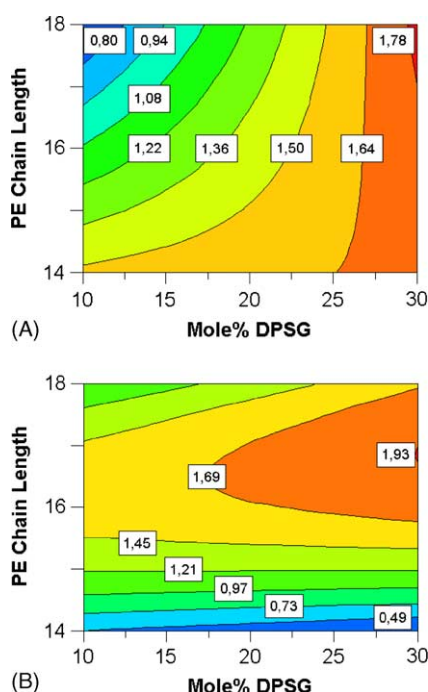 0,80 0,94 1,78
1,08
1,22 1,36 1,50 1,64
18
16
14
PE Chain Length
10 15 20 25 30
(A) Mole% DPSG
18
16
14
PE Chain Length
1,93
1,69
1,45
1,21
0,97
0,73
0,49
10 15 20 25 30
(B) Mole% DPSG